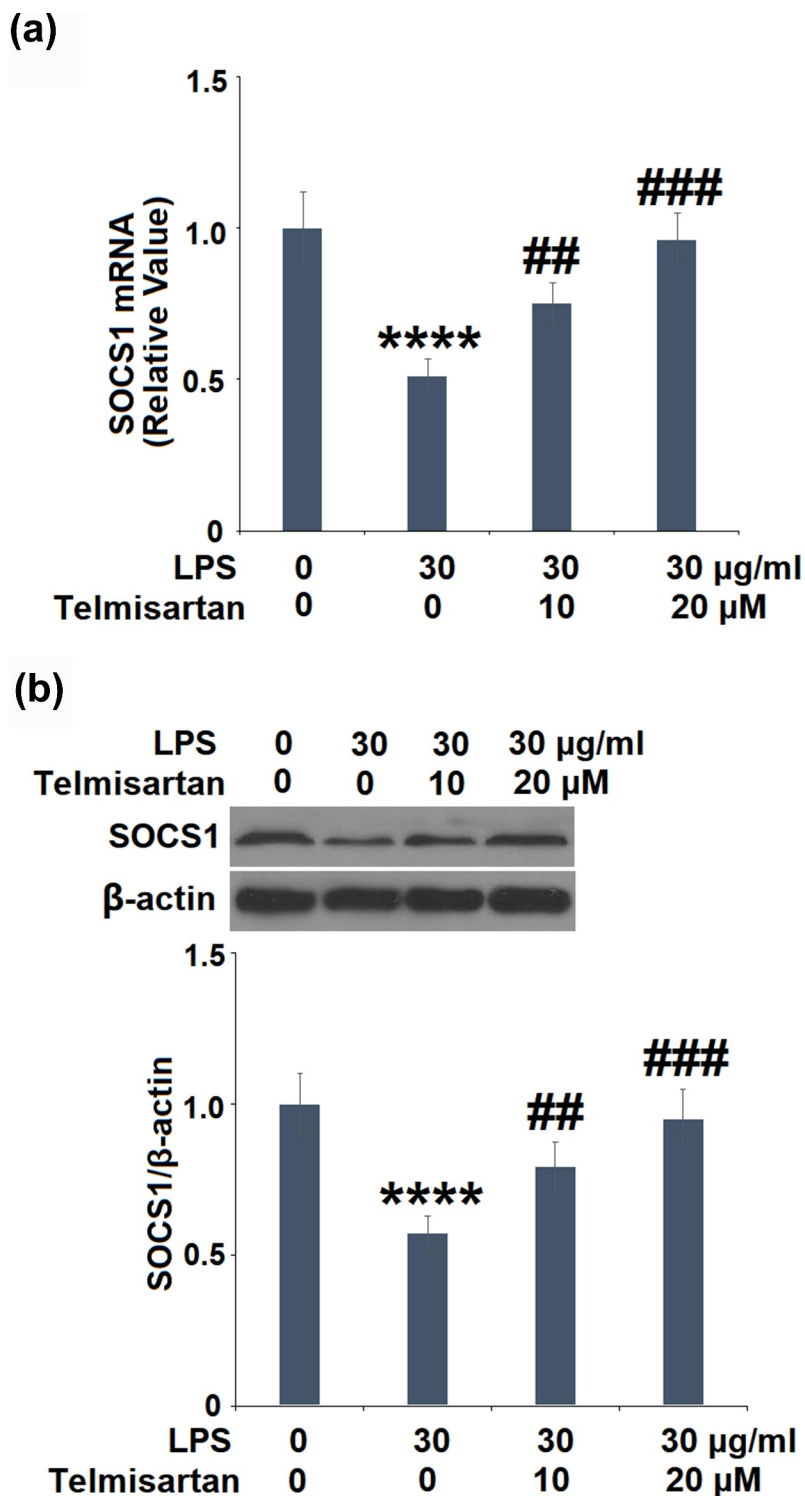 (a)
1.5
1.0
0.5
0
SOCS1 mRNA
(Relative Value)
****
##
###
LPS 0 30 30 30 µg/ml
Telmisartan 0 0 10 20 µM
(b)
LPS 0 30 30 30 µg/ml
Telmisartan 0 0 10 20 µM
SOCS1
β-actin
1.5
1.0
0.5
0
SOCS1/β-actin
****
##
###
LPS 0 30 30 30 µg/ml
Telmisartan 0 0 10 20 µM